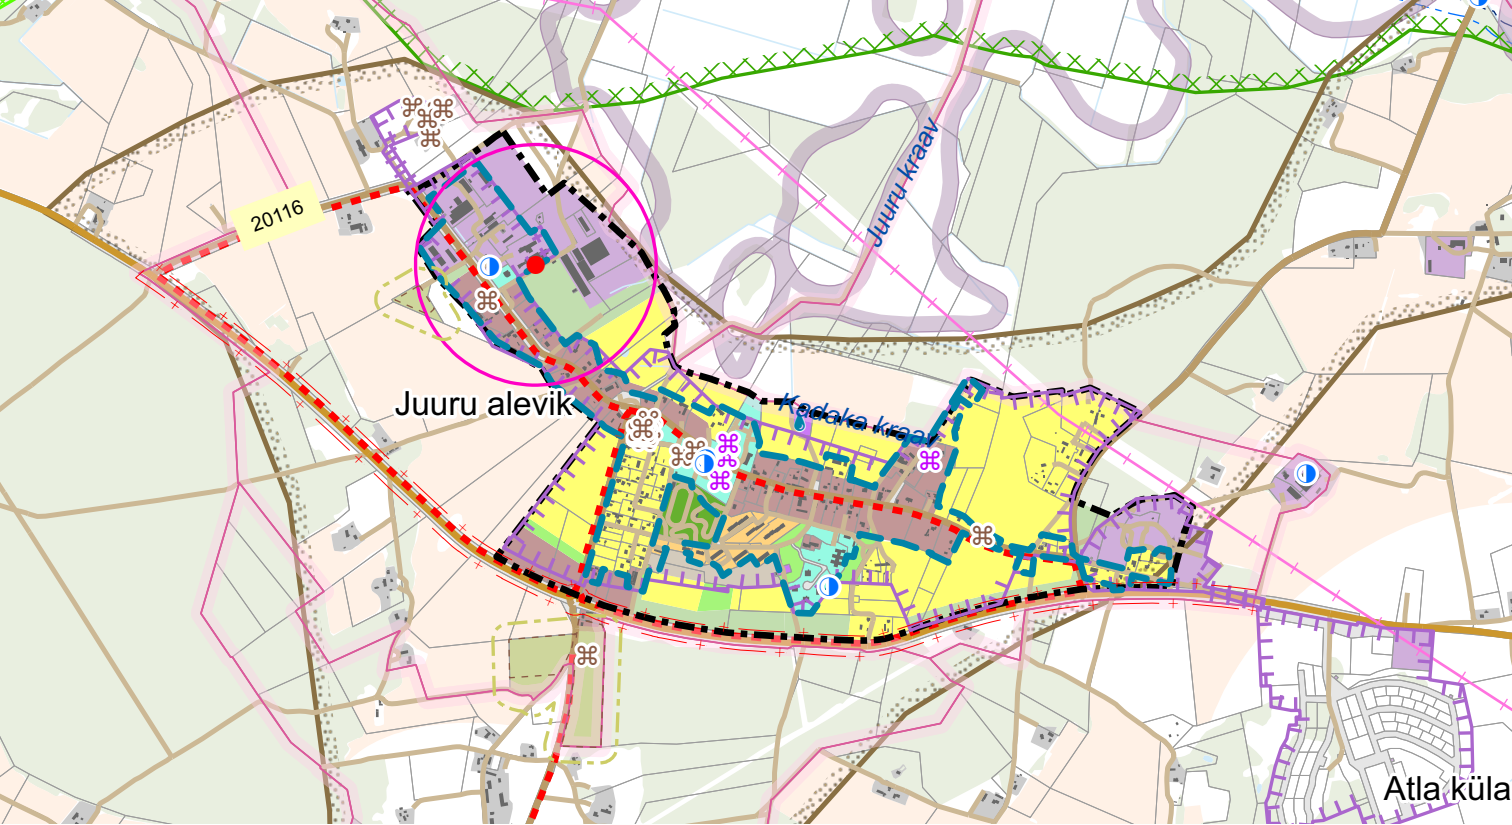 Juuru kraav
20116
Juuru alevik
Kadaka kraav
Atla küla